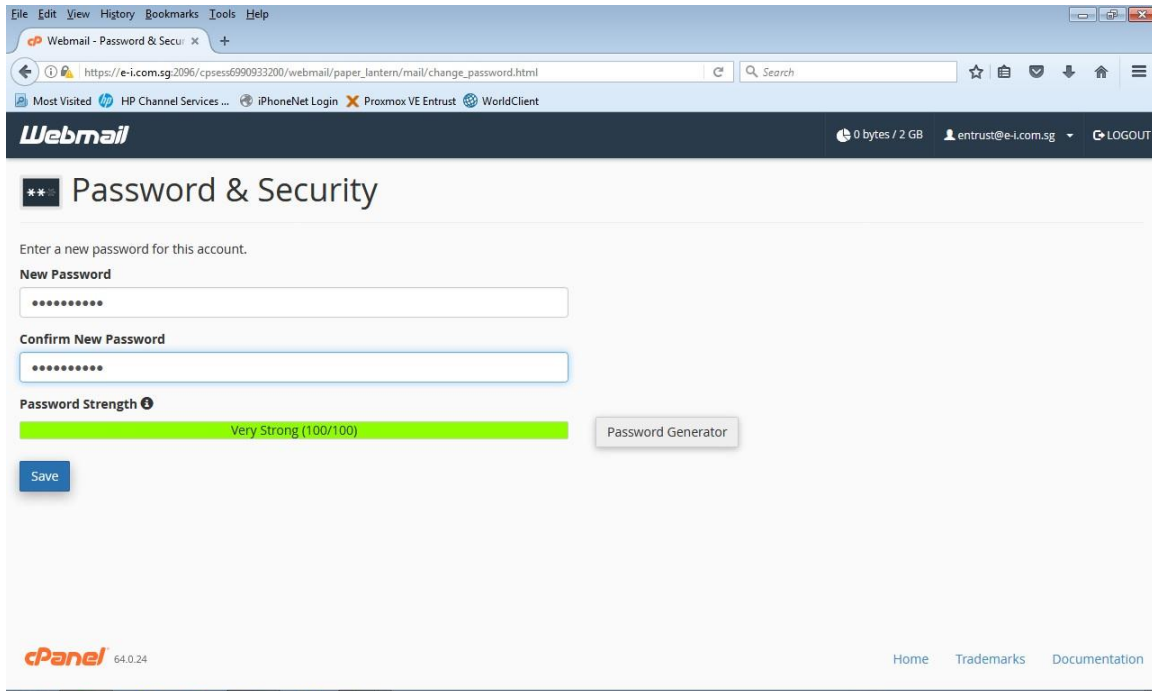 File Edit View History Bookmarks Tools Help
Webmail - Password & Secur
https://e-i.com.sg:2096/cpsess6990933200/webmail/paper_lantern/mail/change_password.html Search
Most Visited HP Channel Services ... iPhoneNet Login Proxmox VE Entrust WorldClient
Webmail 0 bytes / 2 GB entrust@e-i.com.sg LOGOUT
Password & Security
Enter a new password for this account.
New Password
••••••••••
Confirm New Password
••••••••••
Password Strength
Very Strong (100/100) Password Generator
Save
cPanel 64.0.24 Home Trademarks Documentation